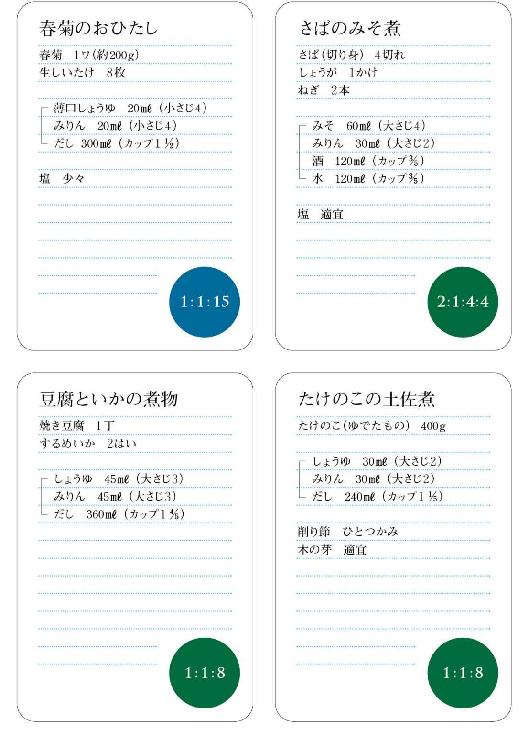 春菊のおひたし
春菊　1ワ(約200g)
生しいたけ　8枚
薄口しょうゆ　20㎖（小さじ4）
みりん　20㎖（小さじ4）
だし　300㎖（カップ1 ½）
塩　少々
1:1:15
さばのみそ煮
さば(切り身)　4切れ
しょうが　1かけ
ねぎ　2本
みそ　60㎖（大さじ4）
みりん　30㎖（大さじ2）
酒　120㎖（カップ⅗）
水　120㎖（カップ⅗）
塩　適宜
2:1:4:4
豆腐といかの煮物
焼き豆腐　1丁
するめいか　2はい
しょうゆ　45㎖（大さじ3）
みりん　45㎖（大さじ3）
だし　360㎖（カップ1 ⅘）
1:1:8
たけのこの土佐煮
たけのこ(ゆでたもの)　400g
しょうゆ　30㎖（大さじ2）
みりん　30㎖（大さじ2）
だし　240㎖（カップ1 ⅕）
削り節　ひとつかみ
木の芽　適宜
1:1:8